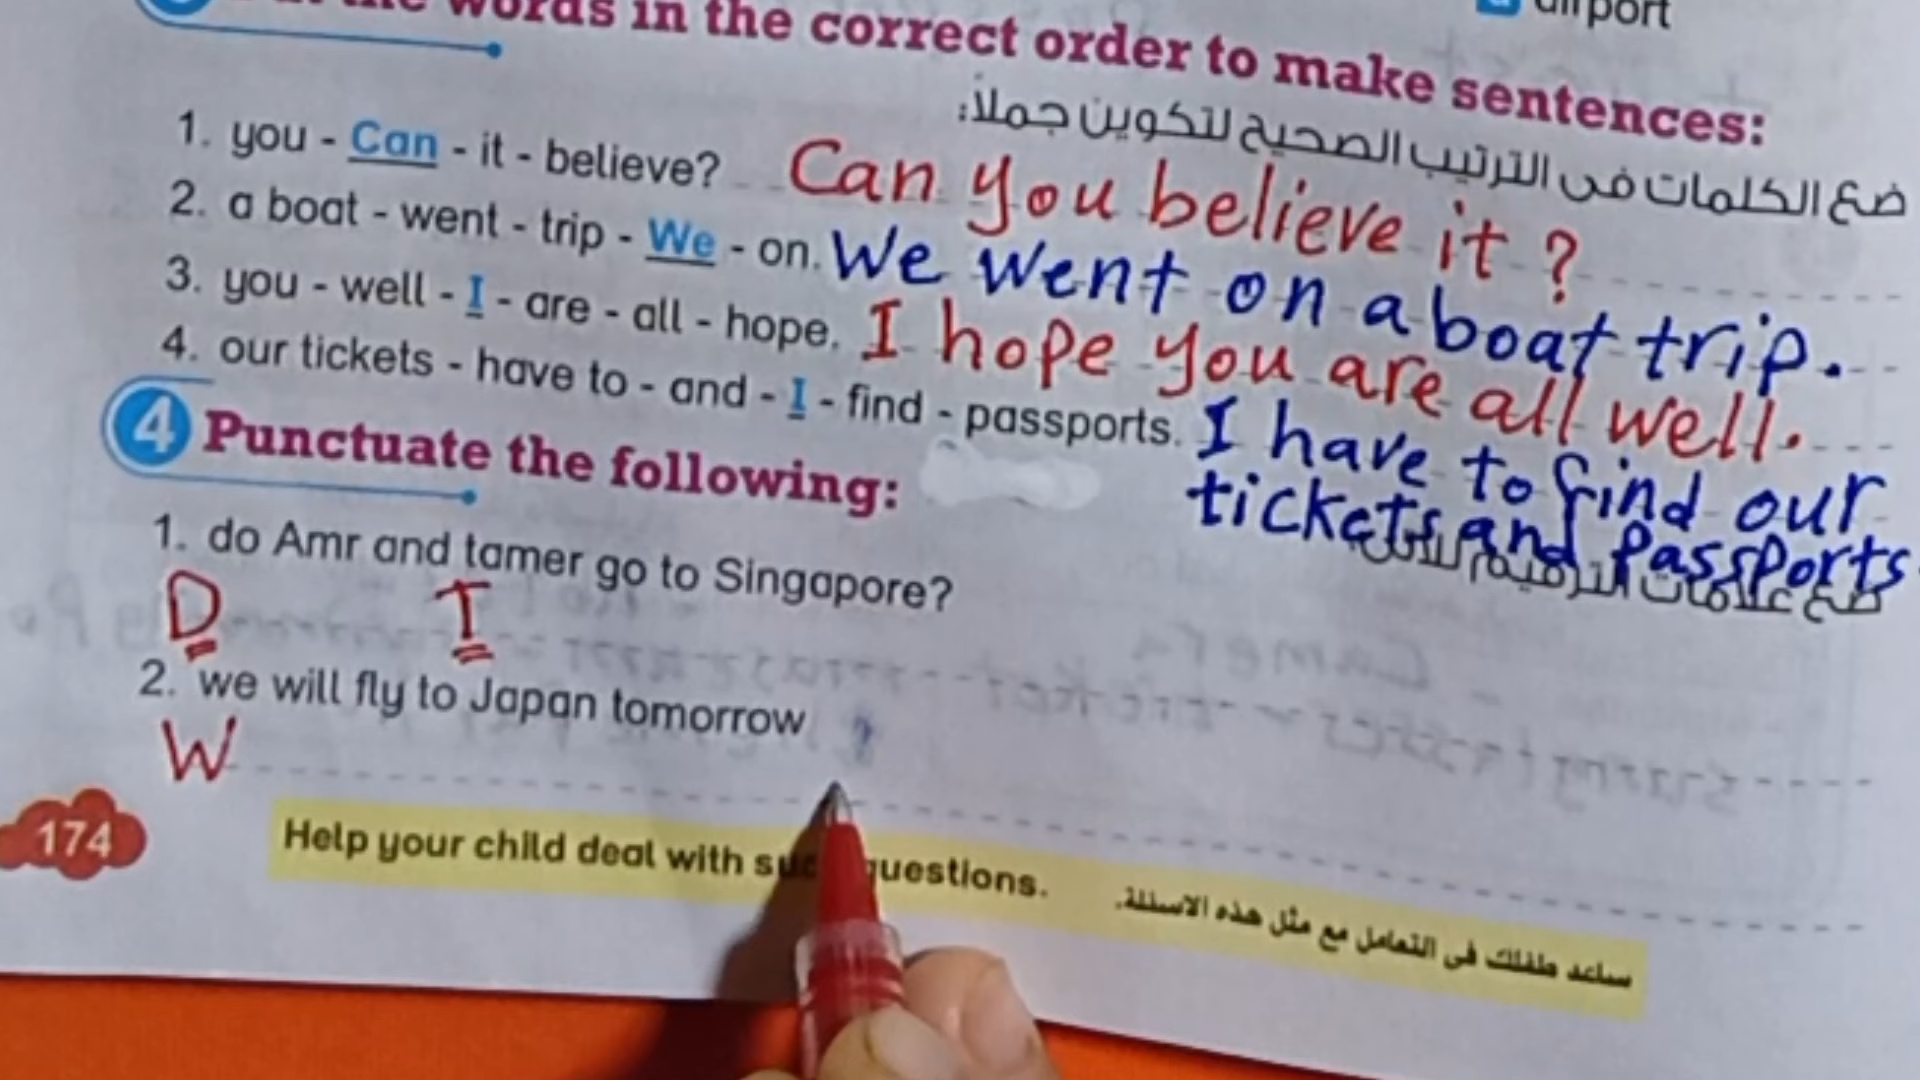 airport
the words in the correct order to make sentences:
ضع الكلمات فى الترتيب الصحيح لتكوين جملاً:
1. you - Can - it - believe? Can you believe it ?
2. a boat - went - trip - We - on. We went on a boat trip.
3. you - well - I - are - all - hope. I hope you are all well.
4. our tickets - have to - and - I - find - passports. I have to find our
tickets and passports
4 Punctuate the following:
ضع علامات الترقيم
1. do Amr and tamer go to Singapore?
D T
2. we will fly to Japan tomorrow
W
174
Help your child deal with questions.
ساعد طفلك فى التعامل مع مثل هذه الاسئلة.